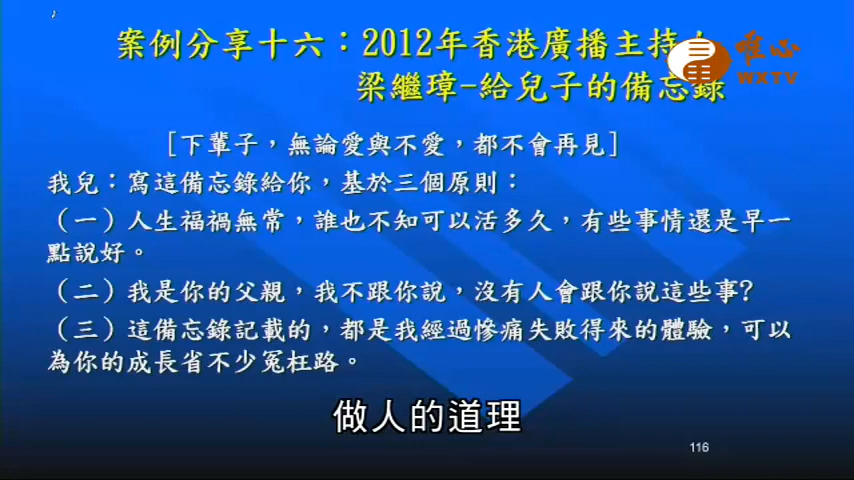 案例分享十六：2012年香港廣播主持人
唯心
WXTV
梁繼璋-給兒子的備忘錄
[下輩子，無論愛與不愛，都不會再見]
我兒：寫這備忘錄給你，基於三個原則：
（一）人生福禍無常，誰也不知可以活多久，有些事情還是早一
點說好。
（二）我是你的父親，我不跟你說，沒有人會跟你說這些事?
（三）這備忘錄記載的，都是我經過慘痛失敗得來的體驗，可以
為你的成長省不少冤枉路。
做人的道理
116